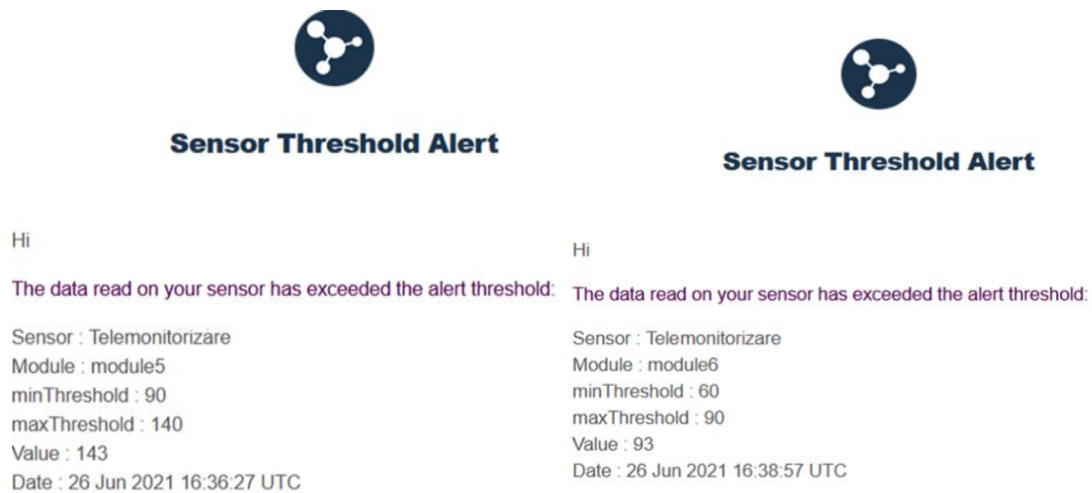 Sensor Threshold Alert
Hi
The data read on your sensor has exceeded the alert threshold:
Sensor : Telemonitorizare
Module : module5
minThreshold : 90
maxThreshold : 140
Value : 143
Date : 26 Jun 2021 16:36:27 UTC
Sensor Threshold Alert
Hi
The data read on your sensor has exceeded the alert threshold:
Sensor : Telemonitorizare
Module : module6
minThreshold : 60
maxThreshold : 90
Value : 93
Date : 26 Jun 2021 16:38:57 UTC